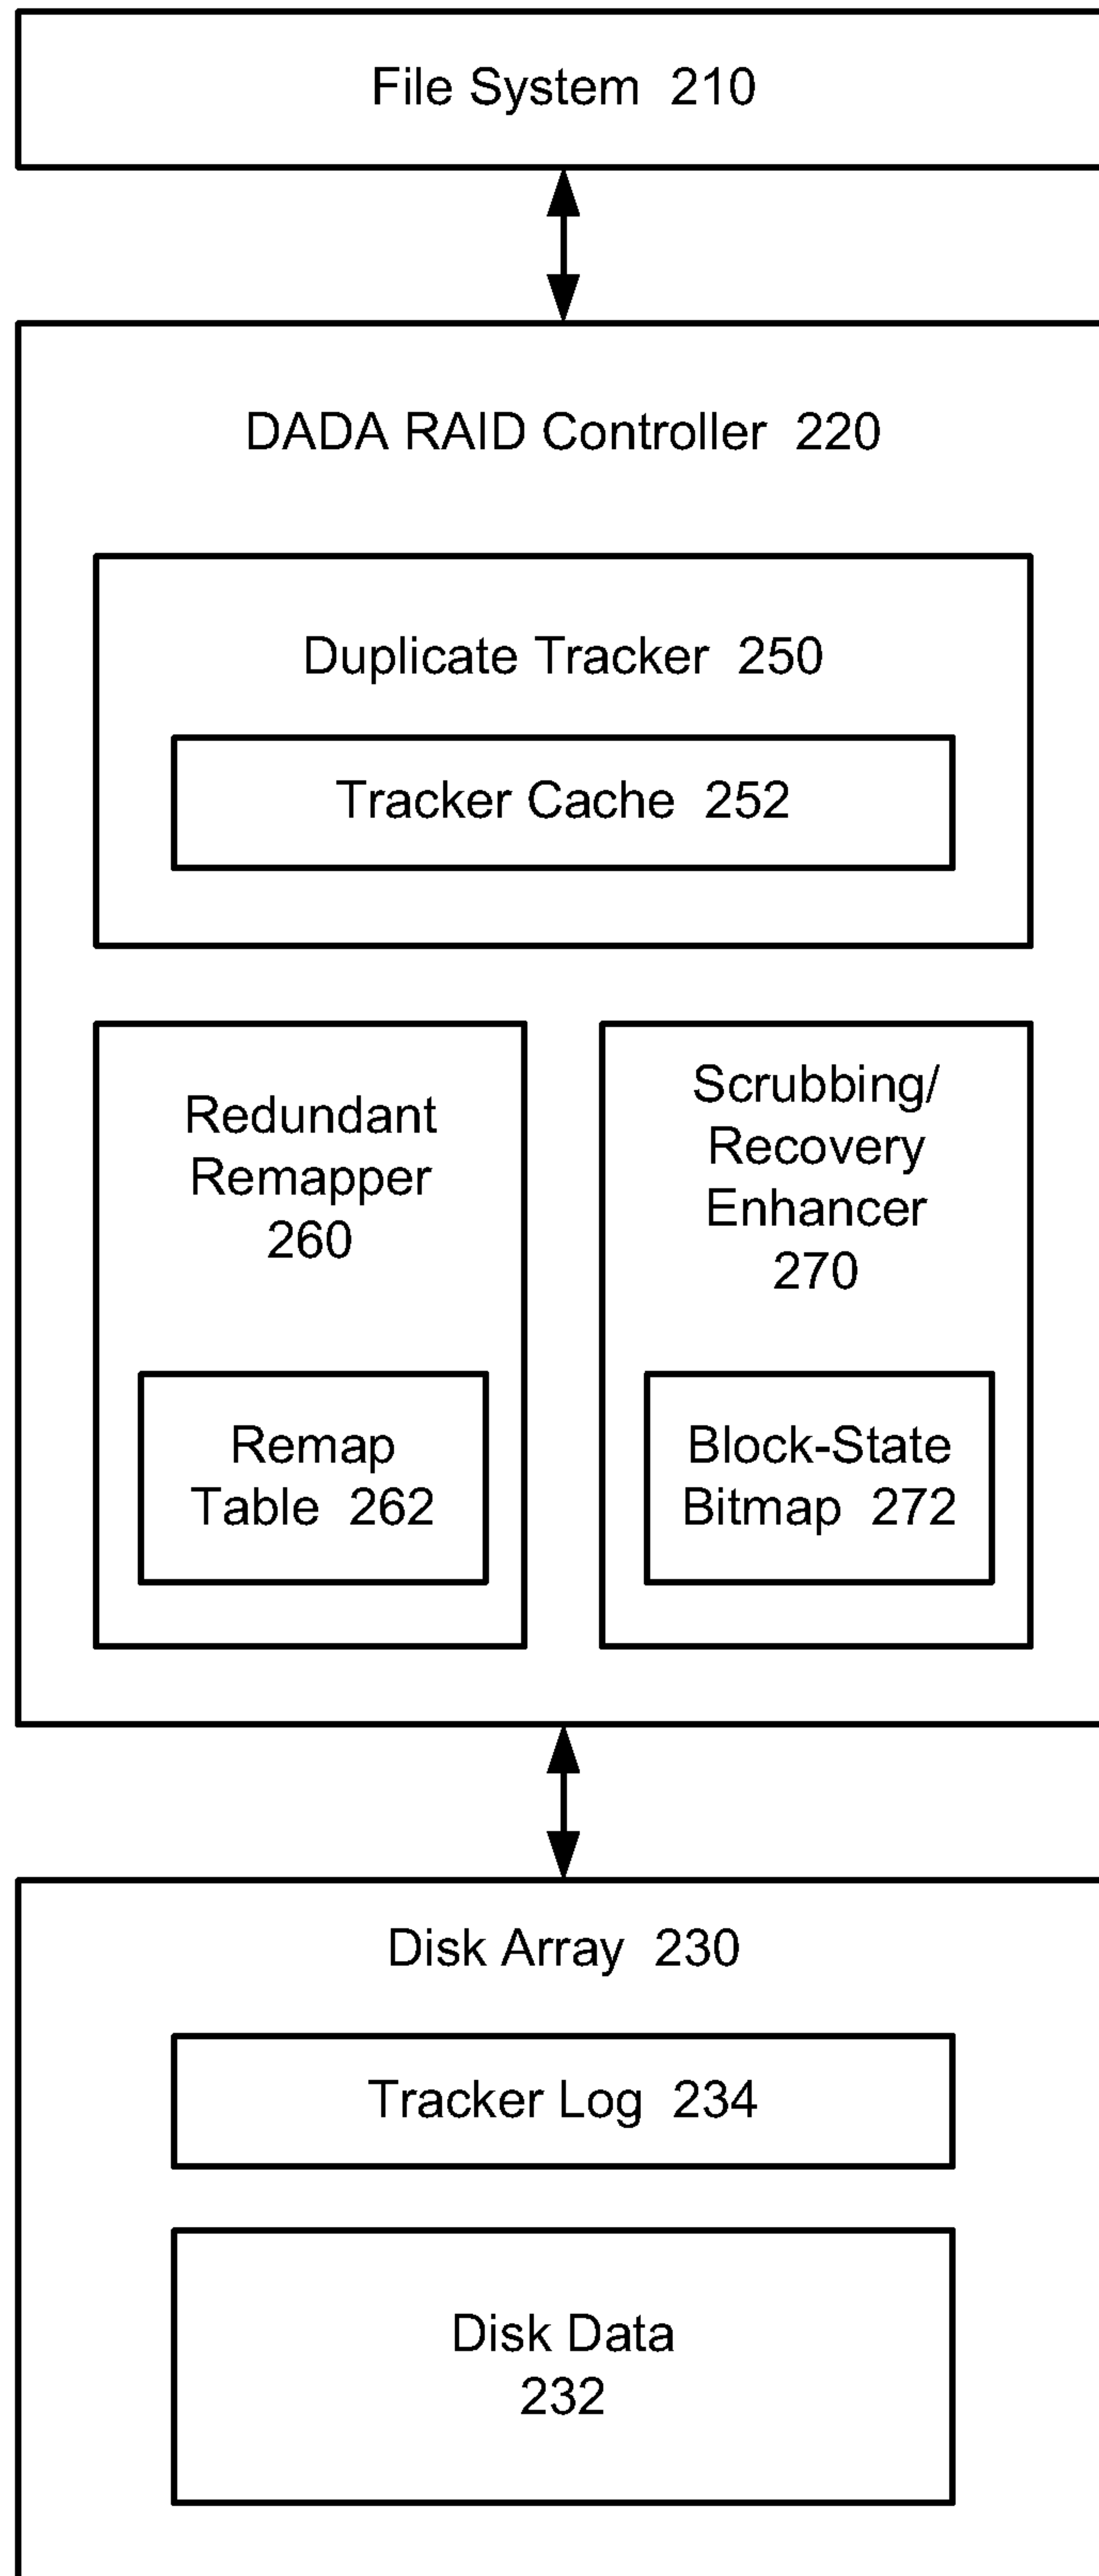 File System 210
DADA RAID Controller 220
Duplicate Tracker 250
Tracker Cache 252
Redundant
Remapper
260
Remap
Table 262
Scrubbing/
Recovery
Enhancer
270
Block-State
Bitmap 272
Disk Array 230
Tracker Log 234
Disk Data
232